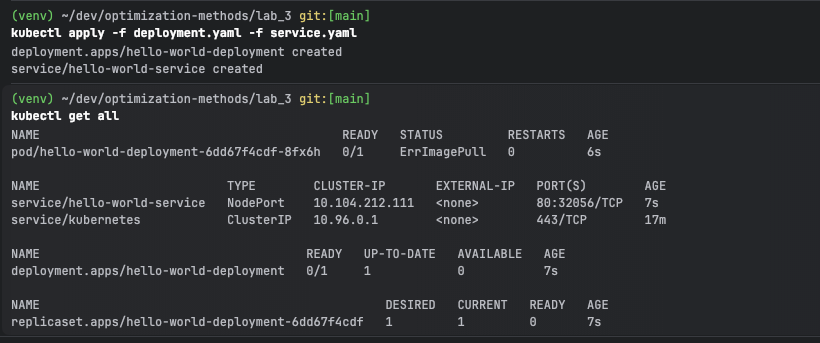 (venv) ~/dev/optimization-methods/lab_3 git:[main]
kubectl apply -f deployment.yaml -f service.yaml
deployment.apps/hello-world-deployment created
service/hello-world-service created
(venv) ~/dev/optimization-methods/lab_3 git:[main]
kubectl get all
NAME READY STATUS RESTARTS AGE
pod/hello-world-deployment-6dd67f4cdf-8fx6h 0/1 ErrImagePull 0 6s
NAME TYPE CLUSTER-IP EXTERNAL-IP PORT(S) AGE
service/hello-world-service NodePort 10.104.212.111 <none> 80:32056/TCP 7s
service/kubernetes ClusterIP 10.96.0.1 <none> 443/TCP 17m
NAME READY UP-TO-DATE AVAILABLE AGE
deployment.apps/hello-world-deployment 0/1 1 0 7s
NAME DESIRED CURRENT READY AGE
replicaset.apps/hello-world-deployment-6dd67f4cdf 1 1 0 7s